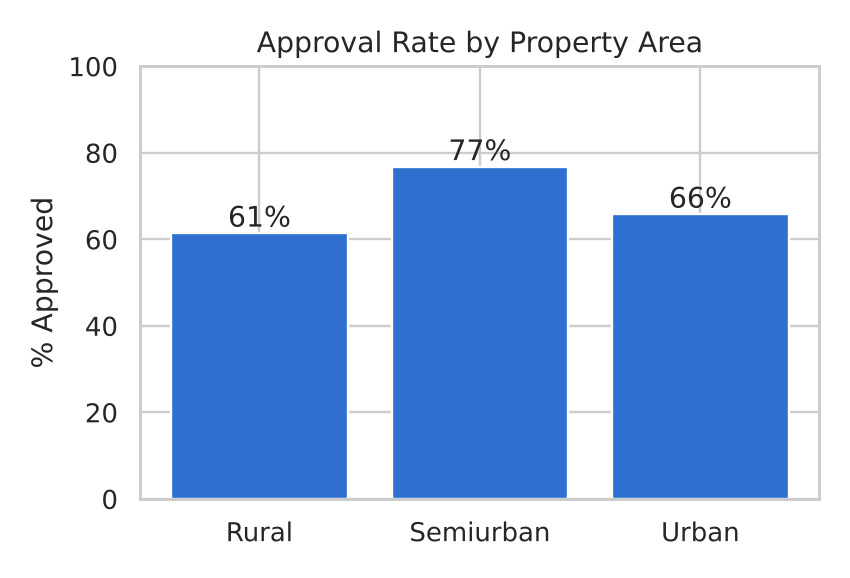 Approval Rate by Property Area
100
80
60
40
20
0
% Approved
61%
77%
66%
Rural
Semiurban
Urban